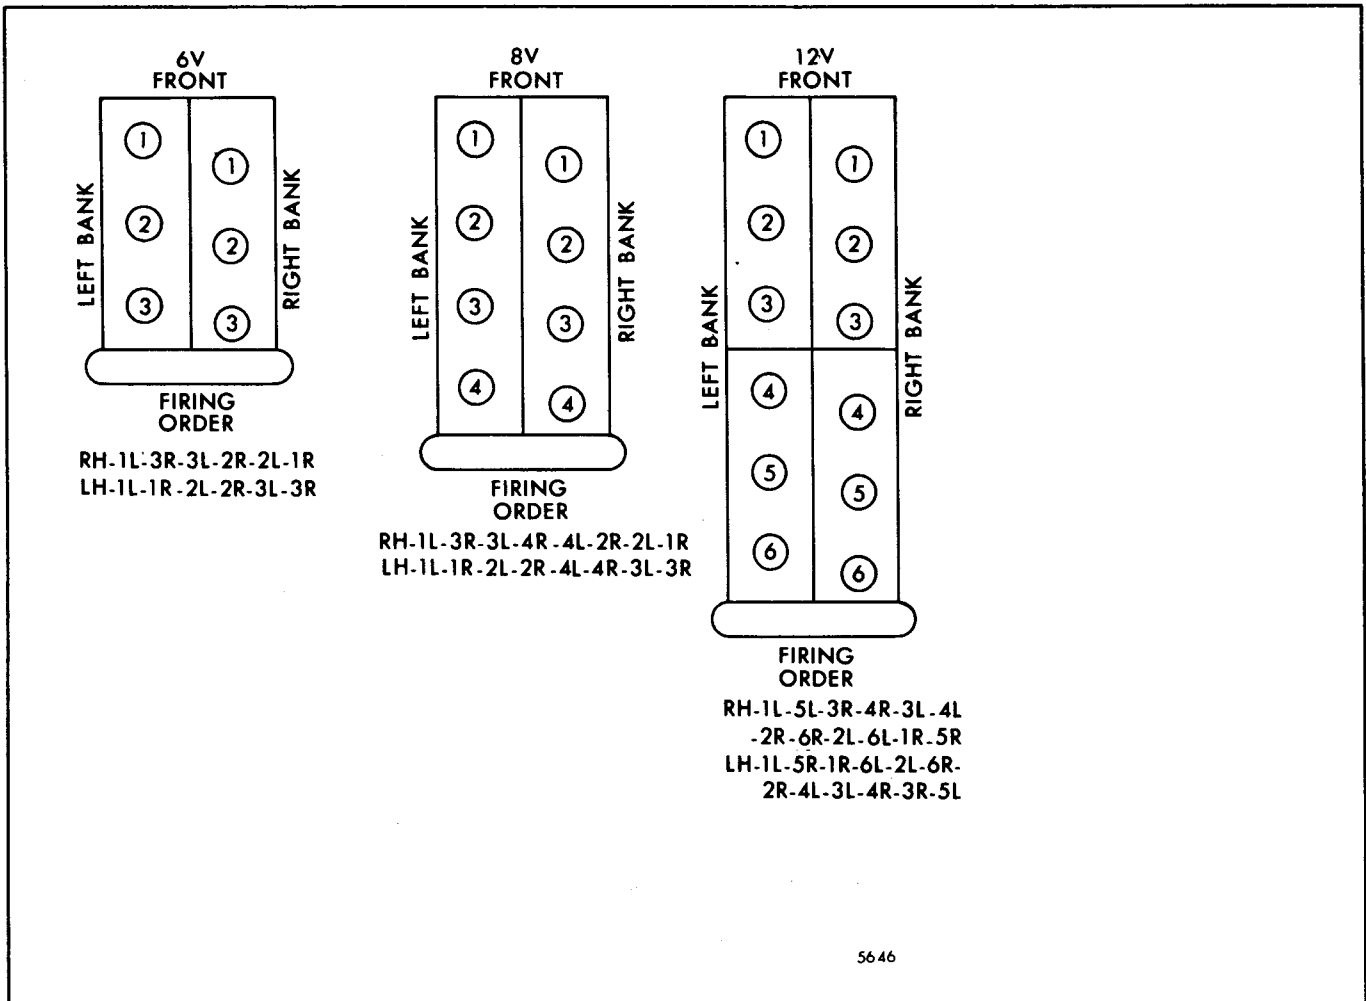 6V
FRONT
LEFT BANK
1
2
3
1
2
3
RIGHT BANK
FIRING
ORDER
RH-1L-3R-3L-2R-2L-1R
LH-1L-1R-2L-2R-3L-3R
8V
FRONT
LEFT BANK
1
2
3
4
1
2
3
4
RIGHT BANK
FIRING
ORDER
RH-1L-3R-3L-4R-4L-2R-2L-1R
LH-1L-1R-2L-2R-4L-4R-3L-3R
12V
FRONT
LEFT BANK
1
2
3
4
5
6
1
2
3
4
5
6
RIGHT BANK
FIRING
ORDER
RH-1L-5L-3R-4R-3L-4L
-2R-6R-2L-6L-1R-5R
LH-1L-5R-1R-6L-2L-6R-
2R-4L-3L-4R-3R-5L
5646